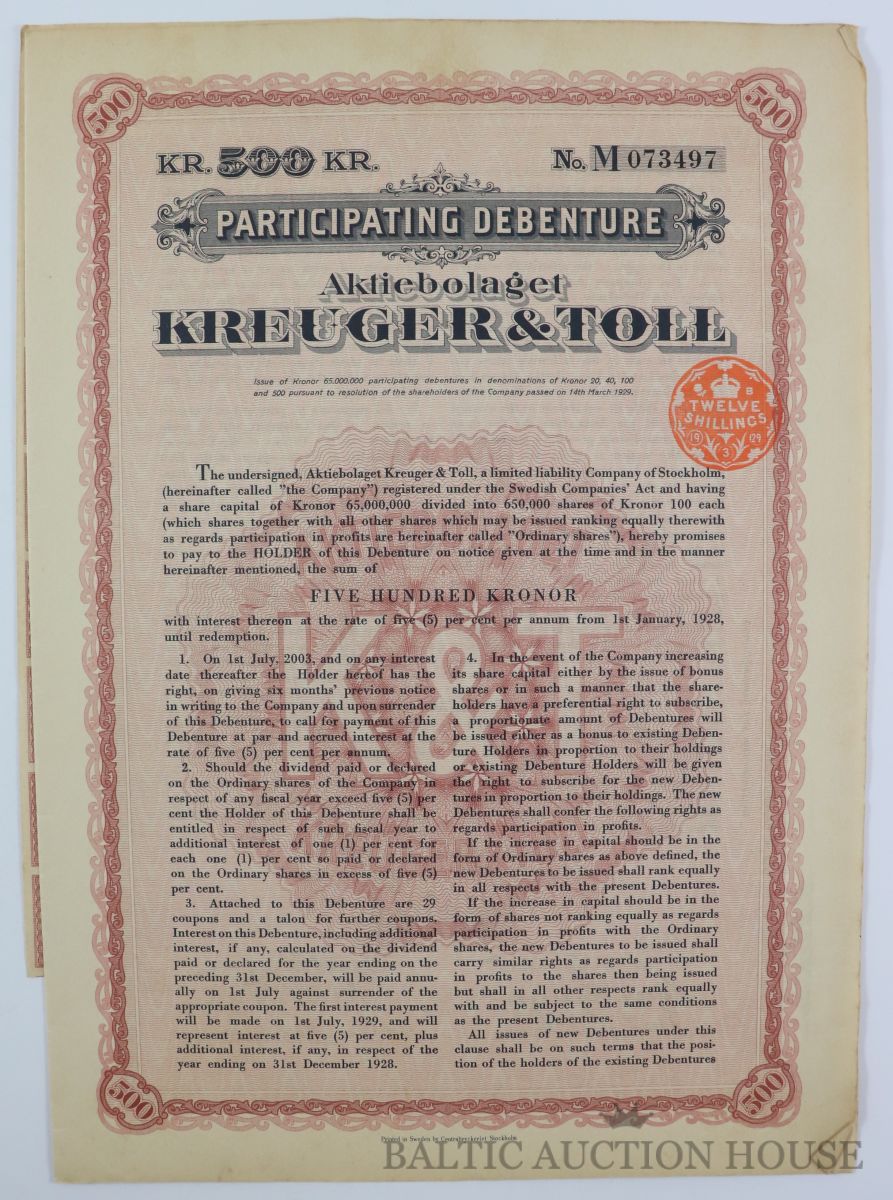 500
500
KR. 500 KR.
No. M 073497
PARTICIPATING DEBENTURE
Aktiebolaget
KREUGER & TOLL
Issue of Kronor 65.000.000 participating debentures in denominations of Kronor 20, 40, 100
and 500 pursuant to resolution of the shareholders of the Company passed on 14th March 1929.
TWELVE
SHILLINGS
The undersigned, Aktiebolaget Kreuger & Toll, a limited liability Company of Stockholm,
(hereinafter called "the Company") registered under the Swedish Companies' Act and having
a share capital of Kronor 65,000,000 divided into 650,000 shares of Kronor 100 each
(which shares together with all other shares which may be issued ranking equally therewith
as regards participation in profits are hereinafter called "Ordinary shares"), hereby promises
to pay to the HOLDER of this Debenture on notice given at the time and in the manner
hereinafter mentioned, the sum of
FIVE HUNDRED KRONOR
with interest thereon at the rate of five (5) per cent per annum from 1st January, 1928,
until redemption.
1. On 1st July, 2003, and on any interest
date thereafter the Holder hereof has the
right, on giving six months' previous notice
in writing to the Company and upon surrender
of this Debenture, to call for payment of this
Debenture at par and accrued interest at the
rate of five (5) per cent per annum.
2. Should the dividend paid or declared
on the Ordinary shares of the Company in
respect of any fiscal year exceed five (5) per
cent the Holder of this Debenture shall be
entitled in respect of such fiscal year to
additional interest of one (1) per cent for
each one (1) per cent so paid or declared
on the Ordinary shares in excess of five (5)
per cent.
3. Attached to this Debenture are 29
coupons and a talon for further coupons.
Interest on this Debenture, including additional
interest, if any, calculated on the dividend
paid or declared for the year ending on the
preceding 31st December, will be paid annu-
ally on 1st July against surrender of the
appropriate coupon. The first interest payment
will be made on 1st July, 1929, and will
represent interest at five (5) per cent, plus
additional interest, if any, in respect of the
year ending on 31st December 1928.
4. In the event of the Company increasing
its share capital either by the issue of bonus
shares or in such a manner that the share-
holders have a preferential right to subscribe,
a proportionate amount of Debentures will
be issued either as a bonus to existing Deben-
ture Holders in proportion to their holdings
or existing Debenture Holders will be given
the right to subscribe for the new Deben-
tures in proportion to their holdings. The new
Debentures shall confer the following rights as
regards participation in profits.
If the increase in capital should be in the
form of Ordinary shares as above defined, the
new Debentures to be issued shall rank equally
in all respects with the present Debentures.
If the increase in capital should be in the
form of shares not ranking equally as regards
participation in profits with the Ordinary
shares, the new Debentures to be issued shall
carry similar rights as regards participation
in profits to the shares then being issued
but shall in all other respects rank equally
with and be subject to the same conditions
as the present Debentures.
All issues of new Debentures under this
clause shall be on such terms that the posi-
tion of the holders of the existing Debentures
K&T
500
500
Printed in Sweden by Centraltryckeriet Stockholm
BALTIC AUCTION HOUSE